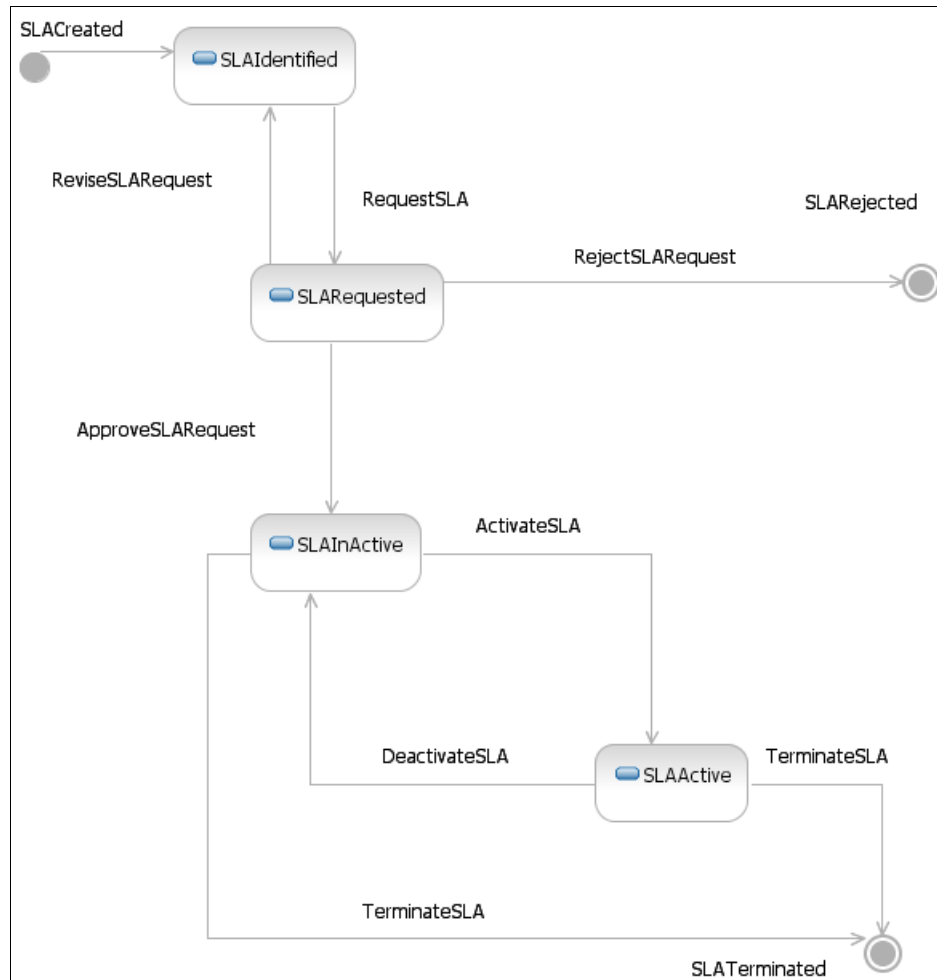 SLACreated
SLAIdentified
ReviseSLARequest
RequestSLA
SLARejected
RejectSLARequest
SLARequested
ApproveSLARequest
ActivateSLA
SLAInActive
DeactivateSLA
TerminateSLA
SLAActive
TerminateSLA
SLATerminated